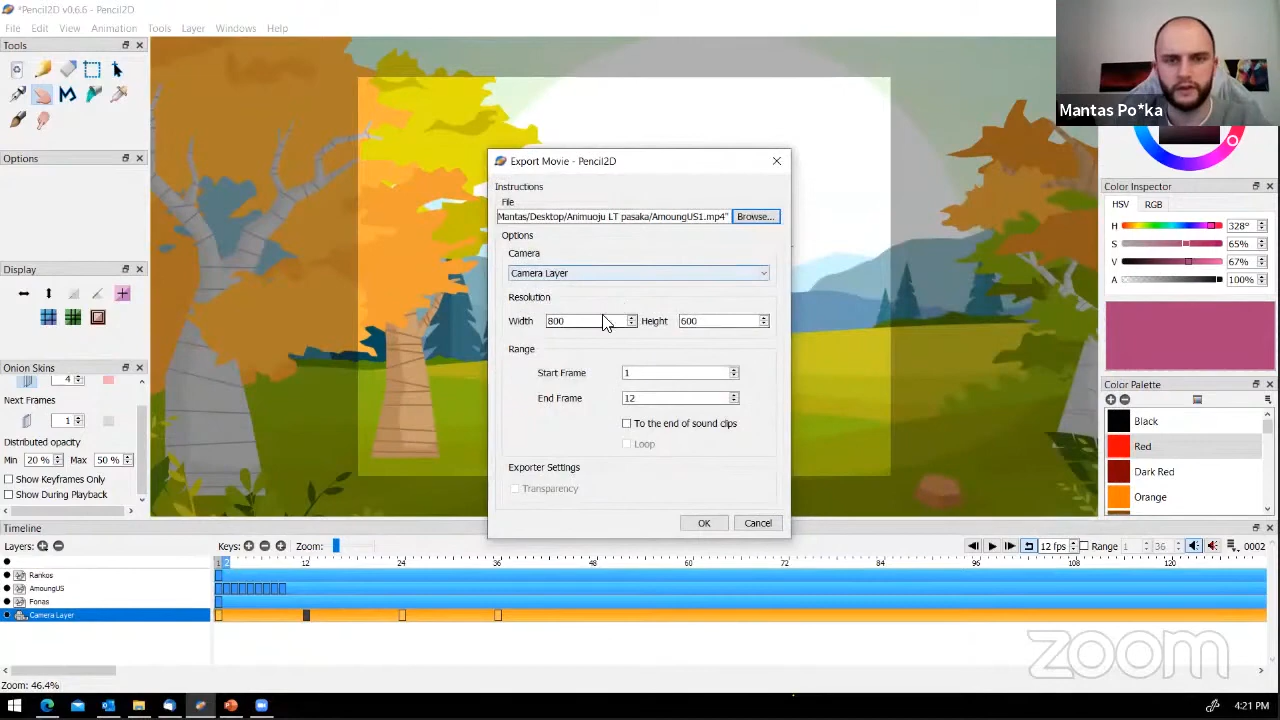 *Pencil2D v0.6.6 - Pencil2D
File Edit View Animation Tools Layer Windows Help
Tools
Mantas Po*ka
Options
Export Movie - Pencil2D
Instructions
File
Mantas/Desktop/Animuoju LT pasaka/AmoungUS1.mp4"
Browse...
Options
Camera
Camera Layer
Resolution
Width 800 Height 600
Range
Start Frame 1
End Frame 12
To the end of sound clips
Loop
Exporter Settings
Transparency
OK Cancel
Color Inspector
HSV RGB
H 328°
S 65%
V 67%
A 100%
Color Palette
Black
Red
Dark Red
Orange
Display
Onion Skins
4
Next Frames
1
Distributed opacity
Min 20 % Max 50 %
Show Keyframes Only
Show During Playback
Timeline
Layers: Keys: Zoom: 12 fps Range 1 36 0002
1 2 12 24 36 48 60 72 84 96 108 120
Rankos
AmoungUS
Fonas
Camera Layer
zoom
Zoom: 46.4%
4:21 PM